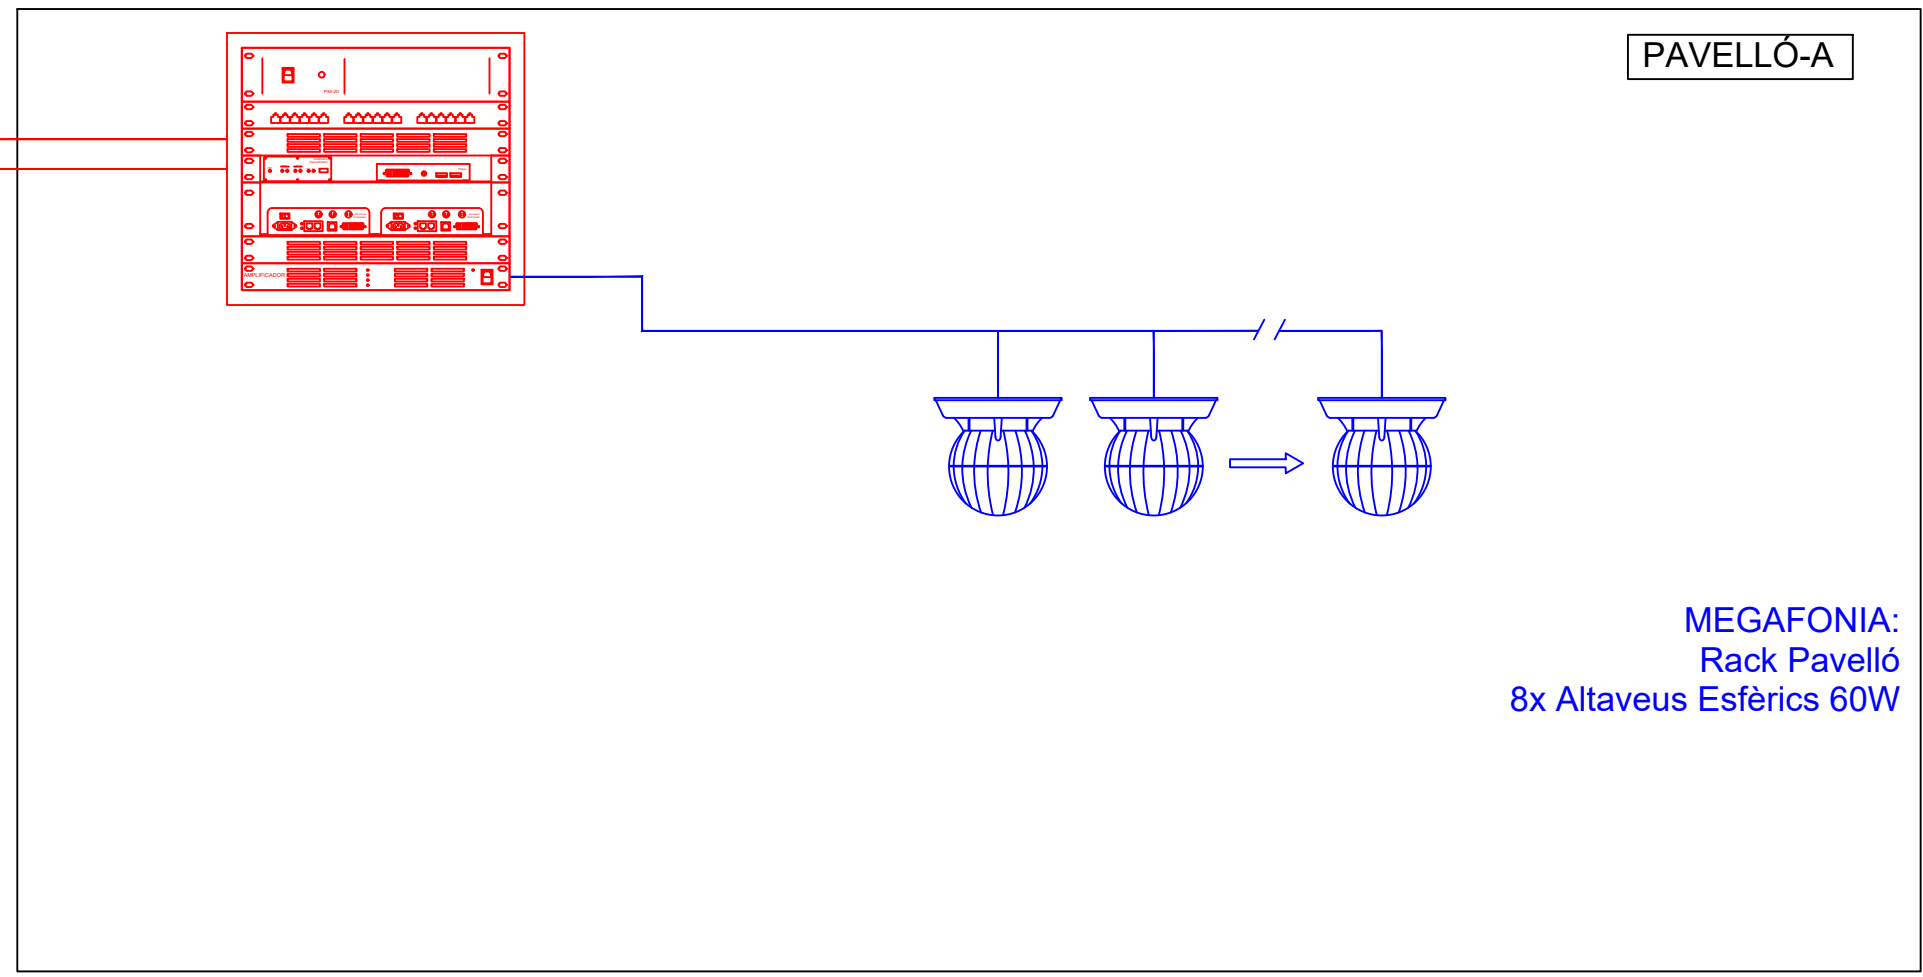 PAVELLÓ-A
AMPLIFICADOR
MEGAFONIA:
Rack Pavelló
8x Altaveus Esfèrics 60W